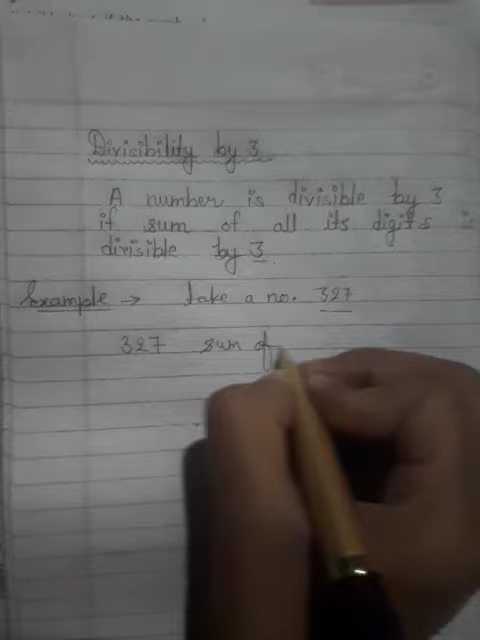 Divisibility by 3
A number is divisible by 3
if sum of all its digits is
divisible by 3.
Example → take a no. 327
327 sum of